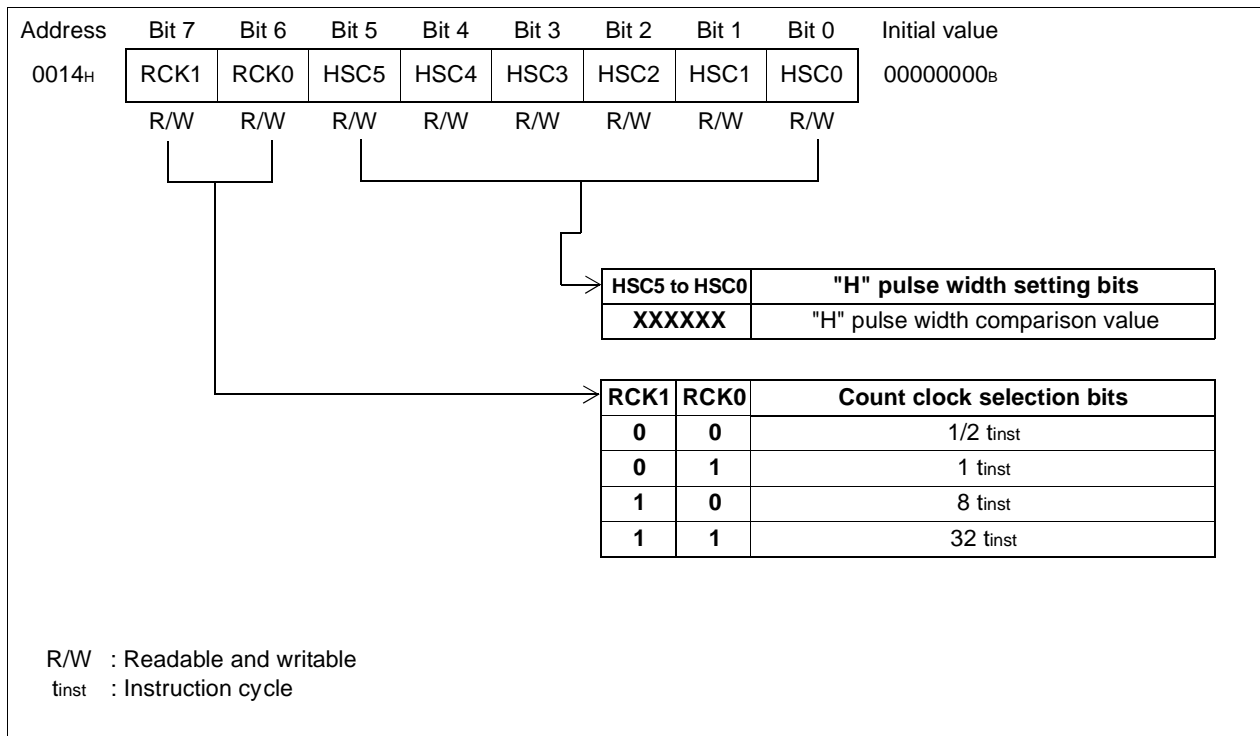 Address Bit 7 Bit 6 Bit 5 Bit 4 Bit 3 Bit 2 Bit 1 Bit 0 Initial value
0014H RCK1 RCK0 HSC5 HSC4 HSC3 HSC2 HSC1 HSC0 00000000B
R/W R/W R/W R/W R/W R/W R/W R/W
HSC5 to HSC0 "H" pulse width setting bits
XXXXXX "H" pulse width comparison value
RCK1 RCK0 Count clock selection bits
0 0 1/2 tinst
0 1 1 tinst
1 0 8 tinst
1 1 32 tinst
R/W : Readable and writable
tinst : Instruction cycle